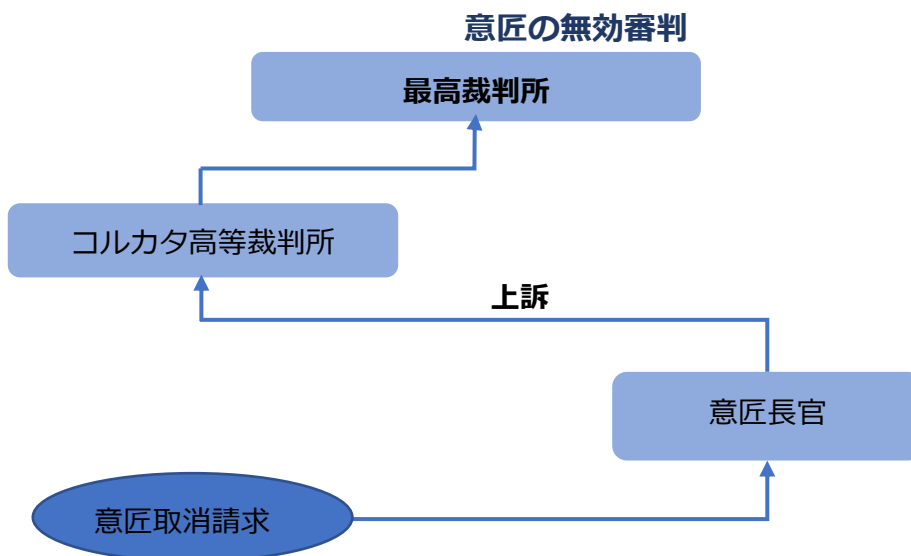 意匠の無効審判
最高裁判所
コルカタ高等裁判所
上訴
意匠長官
意匠取消請求